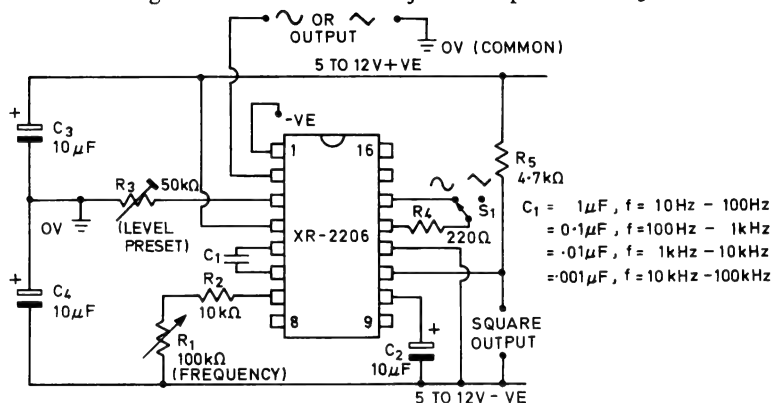 OR
OUTPUT
0V (COMMON)
5 TO 12V+VE
-VE
+
C3
10μF
R3
50kΩ
0V
(LEVEL
PRESET)
1
16
XR-2206
8
9
R4
220Ω
S1
R5
4·7kΩ
C1
C1 = 1μF, f = 10Hz – 100Hz
= 0·1μF, f = 100Hz – 1kHz
= ·01μF, f = 1kHz – 10kHz
= ·001μF, f = 10kHz – 100kHz
+
C4
10μF
R2
10kΩ
R1
100kΩ
(FREQUENCY)
+
C2
10μF
SQUARE
OUTPUT
5 TO 12V – VE